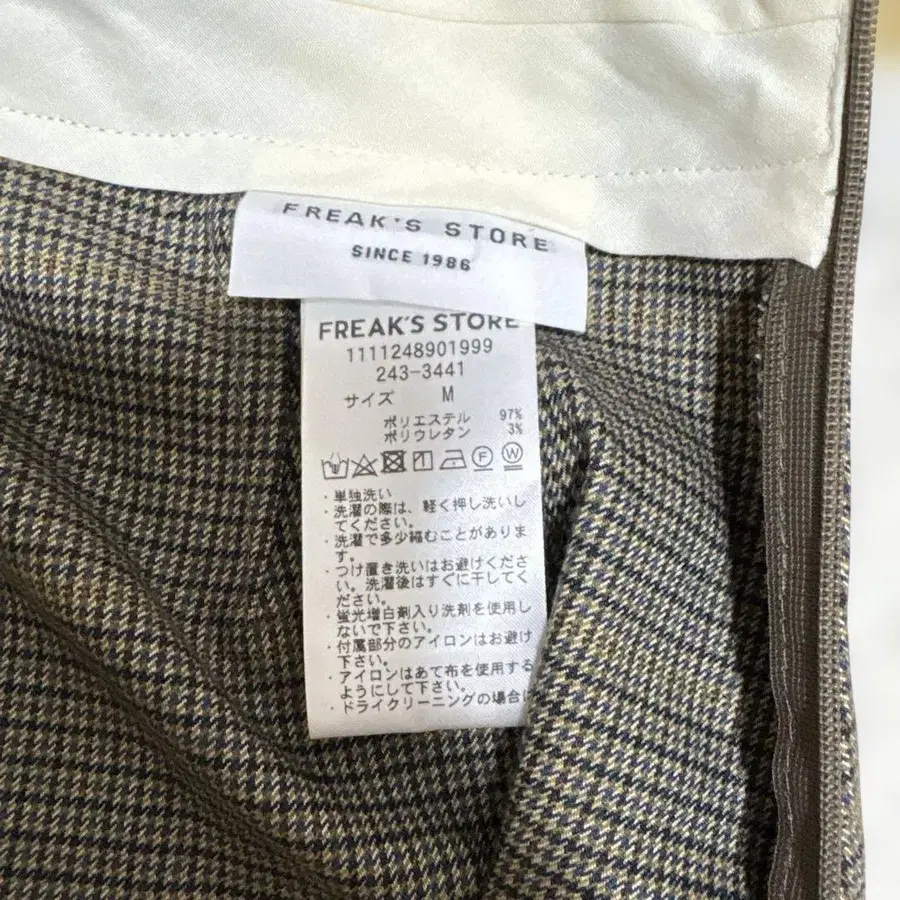 FREAK'S STORE
SINCE 1986
FREAK'S STORE
1111248901999
243-3441
サイズ M
ポリエステル 97%
ポリウレタン 3%
W
・単独洗い
・洗濯の際は、軽く押し洗いし
てください。
・洗濯で多少縮むことがありま
す。
・つけ置き洗いはお避けくださ
い。洗濯後はすぐに干してく
ださい。
・蛍光増白剤入り洗剤を使用し
ないで下さい。
・付属部分のアイロンはお避け
下さい。
・アイロンはあて布を使用する
ようにして下さい。
・ドライクリーニングの場合は